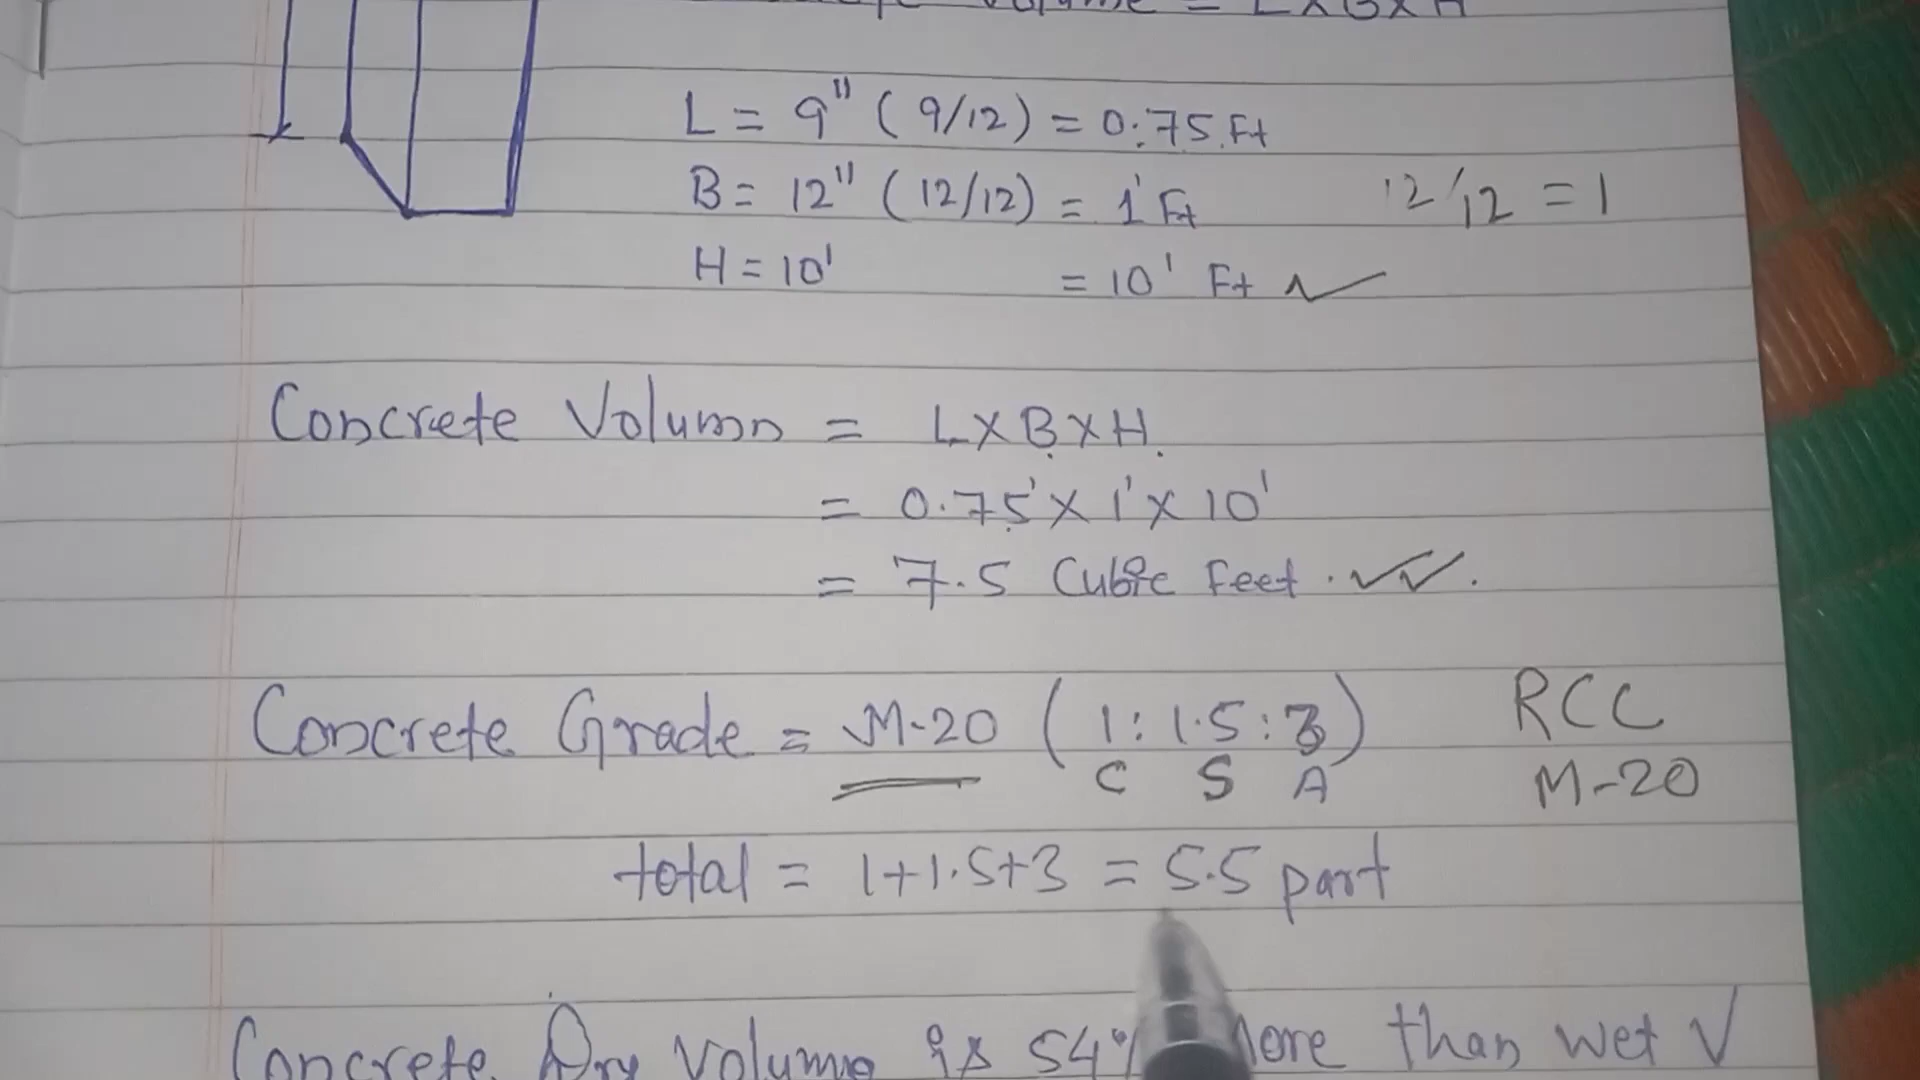 Volume = L X B X H
L = 9" ( 9/12 ) = 0.75 Ft
B = 12" ( 12/12 ) = 1' Ft 12/12 = 1
H = 10' = 10' Ft
Concrete Volumn = L X B X H
= 0.75' X 1' X 10'
= 7.5 Cubic Feet.
Concrete Grade = M-20 ( 1 : 1.5 : 3 ) RCC
C S A M-20
total = 1+1.5+3 = 5.5 part
Concrete Dry Volume is 54% more than wet